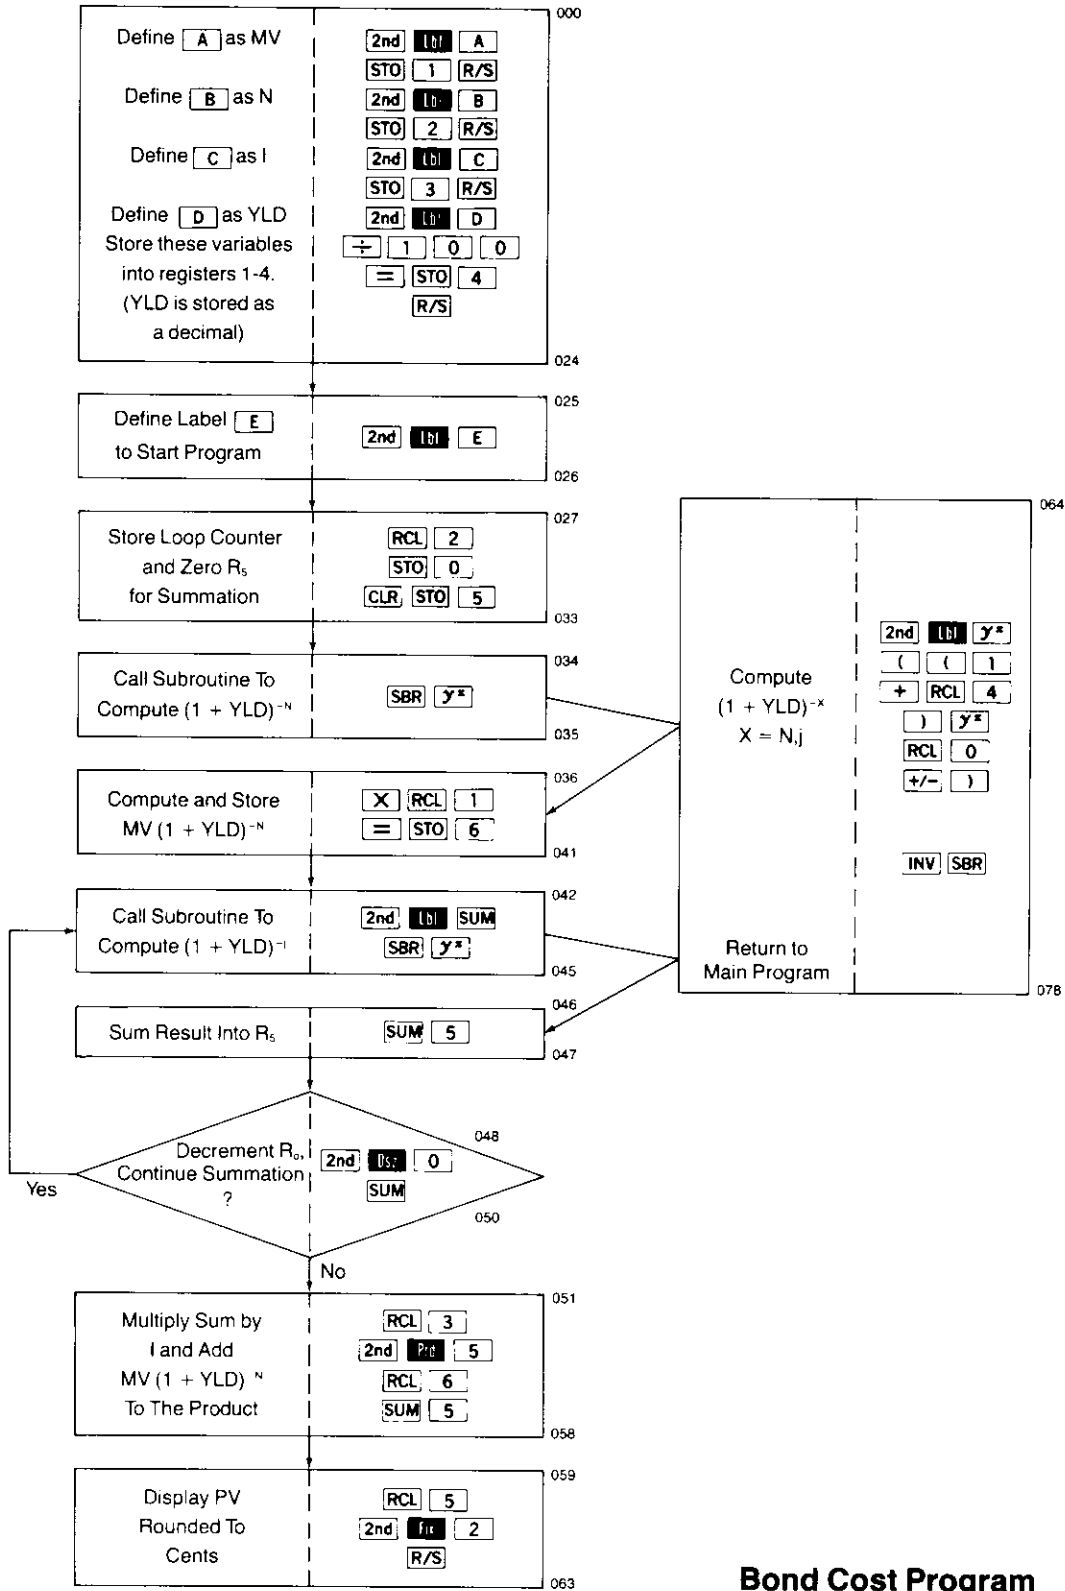 000
Define A as MV
2nd Lbl A
STO 1 R/S
Define B as N
2nd Lbl B
STO 2 R/S
Define C as I
2nd Lbl C
STO 3 R/S
Define D as YLD
2nd Lbl D
Store these variables
÷ 1 0 0
into registers 1-4.
= STO 4
(YLD is stored as
R/S
a decimal)
024
025
Define Label E
to Start Program
2nd Lbl E
026
027
Store Loop Counter
RCL 2
and Zero R₅
STO 0
for Summation
CLR STO 5
033
034
Call Subroutine To
Compute (1 + YLD)⁻ᴺ
SBR yˣ
035
036
Compute and Store
X RCL 1
MV (1 + YLD)⁻ᴺ
= STO 6
041
042
Call Subroutine To
2nd Lbl SUM
Compute (1 + YLD)⁻ᴵ
SBR yˣ
045
046
Sum Result Into R₅
SUM 5
047
048
Decrement R₀,
Continue Summation
?
2nd Dsz 0
SUM
050
Yes
No
051
Multiply Sum by
RCL 3
I and Add
2nd Prd 5
MV (1 + YLD) ᴺ
RCL 6
To The Product
SUM 5
058
059
Display PV
RCL 5
Rounded To
2nd Fix 2
Cents
R/S
063
064
2nd Lbl yˣ
( ( 1
Compute
+ RCL 4
(1 + YLD)⁻ˣ
) yˣ
X = N,j
RCL 0
+/- )
INV SBR
Return to
Main Program
078
Bond Cost Program